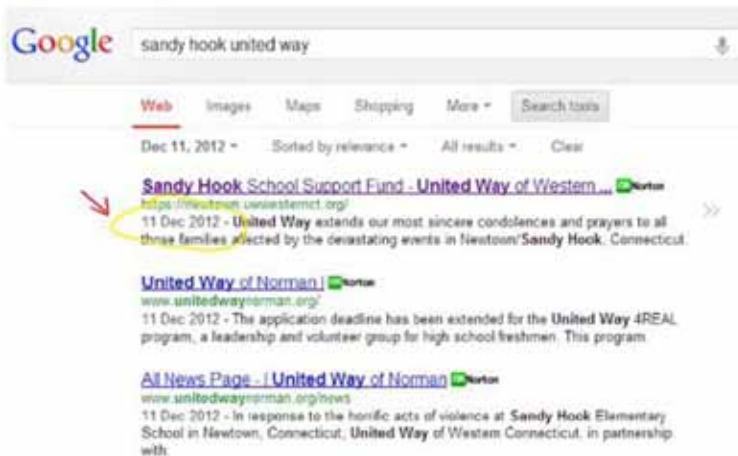 Google sandy hook united way
Web Images Maps Shopping More Search tools
Dec 11, 2012 Sorted by relevance All results Clear
Sandy Hook School Support Fund - United Way of Western ... Norton
https://newtown.uwwesternct.org/
11 Dec 2012 - United Way extends our most sincere condolences and prayers to all
those families affected by the devastating events in Newtown/Sandy Hook, Connecticut.
United Way of Norman | Norton
www.unitedwaynorman.org/
11 Dec 2012 - The application deadline has been extended for the United Way 4REAL
program, a leadership and volunteer group for high school freshmen. This program
All News Page - | United Way of Norman Norton
www.unitedwaynorman.org/news
11 Dec 2012 - In response to the horrific acts of violence at Sandy Hook Elementary
School in Newtown, Connecticut, United Way of Western Connecticut, in partnership
with